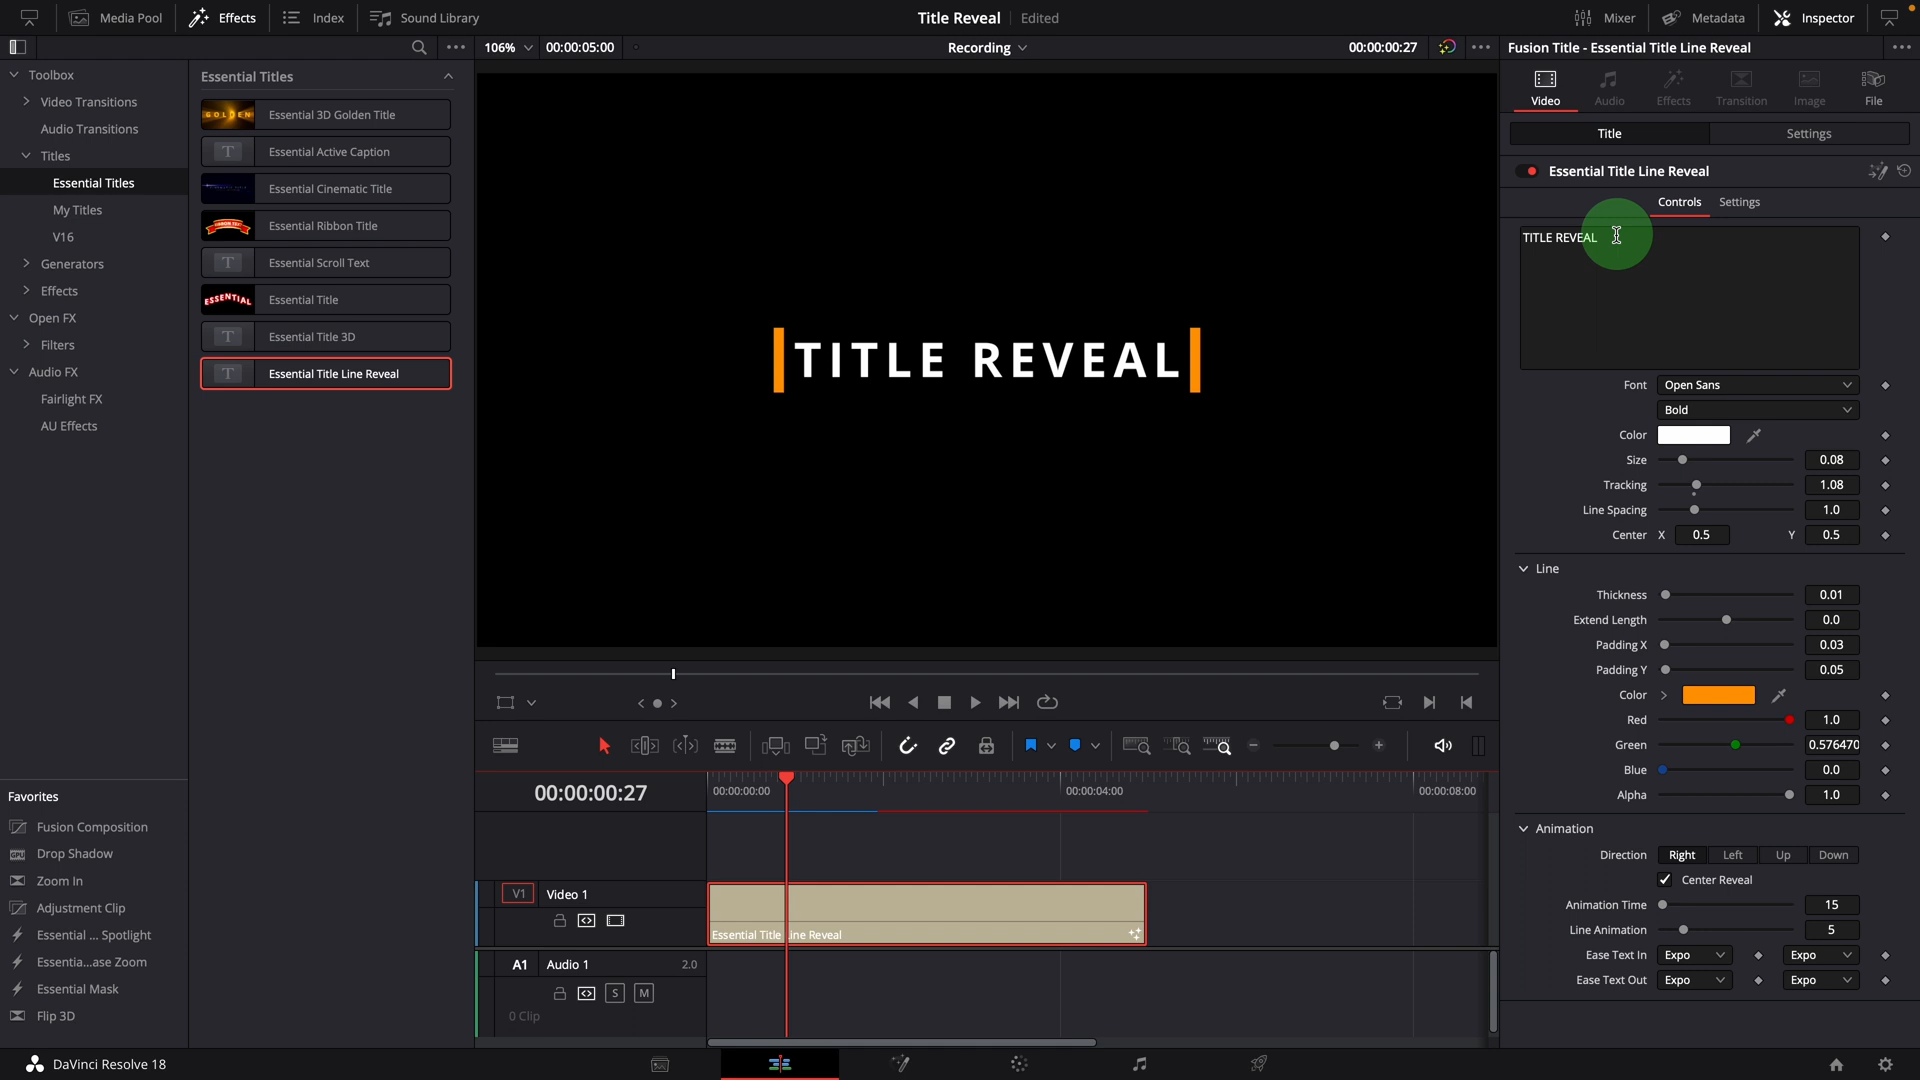 Media Pool
Effects
Index
Sound Library
Title Reveal
Edited
Mixer
Metadata
Inspector
106%
00:00:05:00
Recording
00:00:00:27
Fusion Title - Essential Title Line Reveal
Toolbox
Video Transitions
Audio Transitions
Titles
Essential Titles
My Titles
V16
Generators
Effects
Open FX
Filters
Audio FX
Fairlight FX
AU Effects
Favorites
Fusion Composition
Drop Shadow
Zoom In
Adjustment Clip
Essential ... Spotlight
Essentia...ase Zoom
Essential Mask
Flip 3D
Essential Titles
GOLDEN
Essential 3D Golden Title
T
Essential Active Caption
Essential Cinematic Title
Essential Ribbon Title
T
Essential Scroll Text
ESSENTIAL
Essential Title
T
Essential Title 3D
T
Essential Title Line Reveal
TITLE REVEAL
00:00:00:27
00:00:00:00
00:00:04:00
00:00:08:00
V1
Video 1
Essential Title Line Reveal
A1
Audio 1
2.0
S
M
0 Clip
Video
Audio
Effects
Transition
Image
File
Title
Settings
Essential Title Line Reveal
Controls
Settings
TITLE REVEAL
Font
Open Sans
Bold
Color
Size
0.08
Tracking
1.08
Line Spacing
1.0
Center
X
0.5
Y
0.5
Line
Thickness
0.01
Extend Length
0.0
Padding X
0.03
Padding Y
0.05
Color
Red
1.0
Green
0.576470
Blue
0.0
Alpha
1.0
Animation
Direction
Right
Left
Up
Down
Center Reveal
Animation Time
15
Line Animation
5
Ease Text In
Expo
Expo
Ease Text Out
Expo
Expo
DaVinci Resolve 18